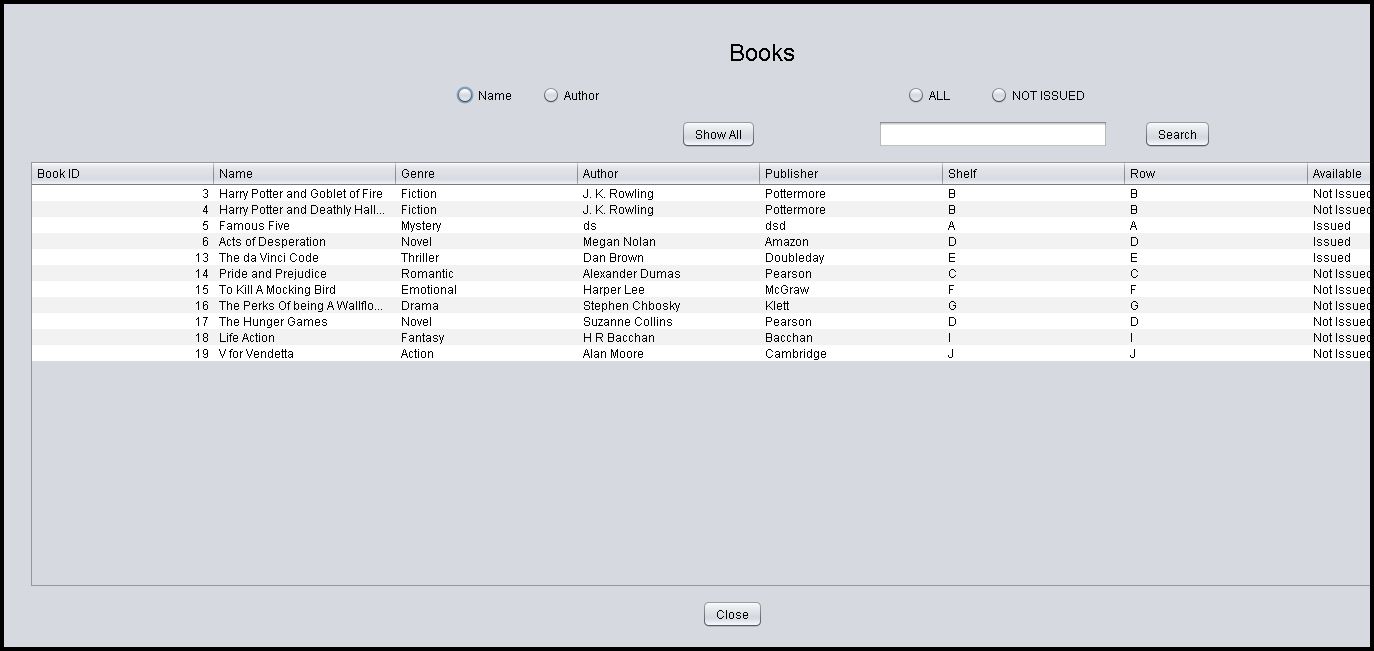 Books
Name Author ALL NOT ISSUED
Show All Search
Book ID Name Genre Author Publisher Shelf Row Available
3 Harry Potter and Goblet of Fire Fiction J. K. Rowling Pottermore B B Not Issued
4 Harry Potter and Deathly Hall... Fiction J. K. Rowling Pottermore B B Not Issued
5 Famous Five Mystery ds dsd A A Issued
6 Acts of Desperation Novel Megan Nolan Amazon D D Issued
13 The da Vinci Code Thriller Dan Brown Doubleday E E Issued
14 Pride and Prejudice Romantic Alexander Dumas Pearson C C Not Issued
15 To Kill A Mocking Bird Emotional Harper Lee McGraw F F Not Issued
16 The Perks Of being A Wallflo... Drama Stephen Chbosky Klett G G Not Issued
17 The Hunger Games Novel Suzanne Collins Pearson D D Not Issued
18 Life Action Fantasy H R Bacchan Bacchan I I Not Issued
19 V for Vendetta Action Alan Moore Cambridge J J Not Issued
Close